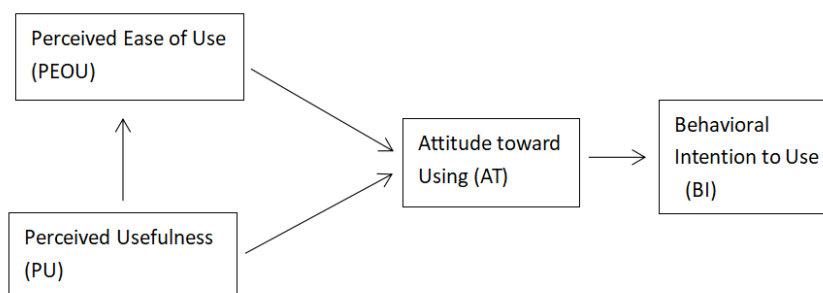 Perceived Ease of Use
(PEOU)
Attitude toward
Using (AT)
Behavioral
Intention to Use
(BI)
Perceived Usefulness
(PU)